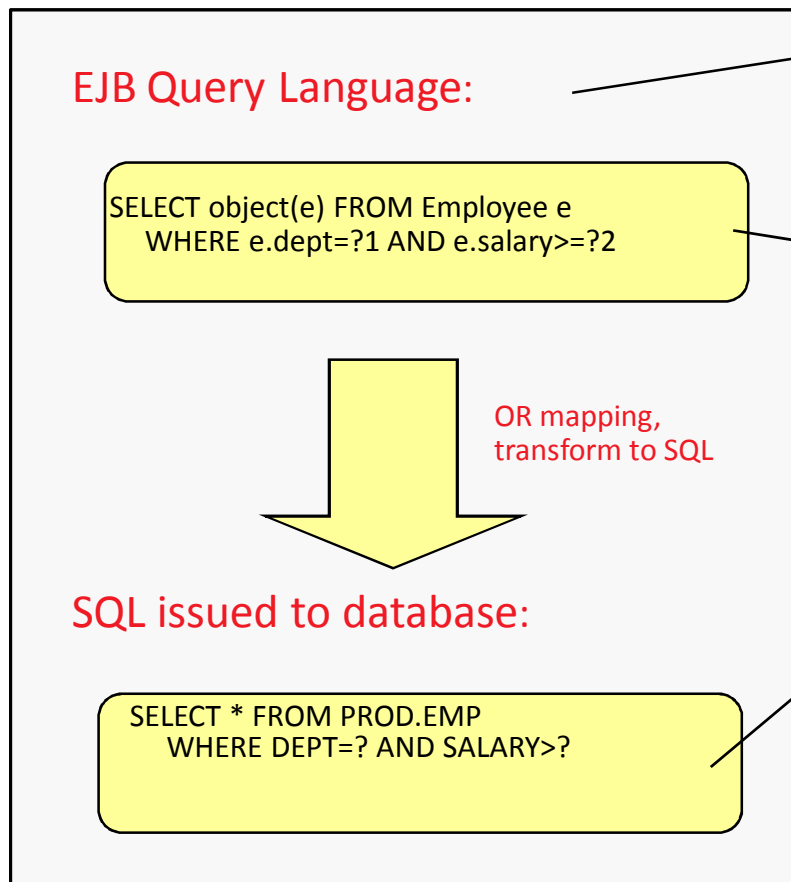 EJB Query Language:
SELECT object(e) FROM Employee e
WHERE e.dept=?1 AND e.salary>=?2
OR mapping,
transform to SQL
SQL issued to database:
SELECT * FROM PROD.EMP
WHERE DEPT=? AND SALARY>?